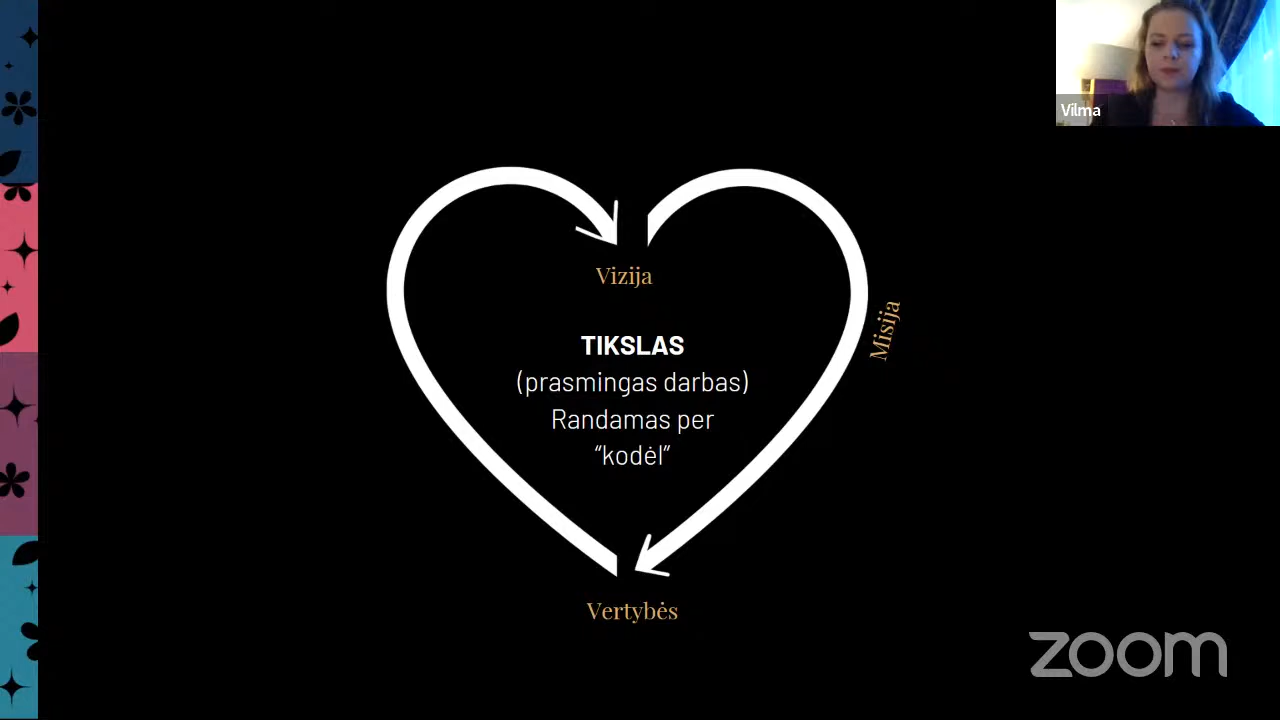 Vilma
Vizija
Misija
TIKSLAS
(prasmingas darbas)
Randamas per
“kodėl”
Vertybės
zoom